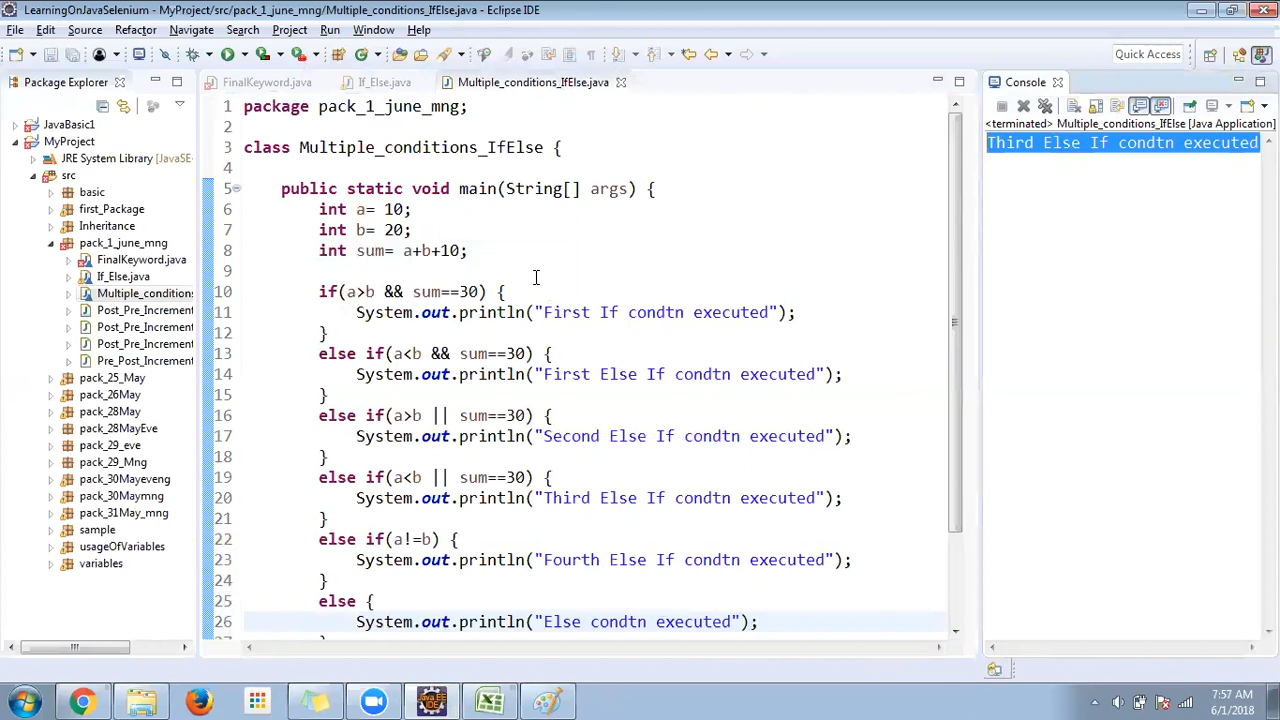 LearningOnJavaSelenium - MyProject/src/pack_1_june_mng/Multiple_conditions_IfElse.java - Eclipse IDE
File Edit Source Refactor Navigate Search Project Run Window Help
Quick Access
Package Explorer
FinalKeyword.java
If_Else.java
Multiple_conditions_IfElse.java
Console
JavaBasic1
MyProject
JRE System Library [JavaSE-
src
basic
first_Package
Inheritance
pack_1_june_mng
FinalKeyword.java
If_Else.java
Multiple_conditions
Post_Pre_Increment
Post_Pre_Increment
Post_Pre_Increment
Pre_Post_Increment
pack_25_May
pack_26May
pack_28May
pack_28MayEve
pack_29_eve
pack_29_Mng
pack_30Mayeveng
pack_30Maymng
pack_31May_mng
sample
usageOfVariables
variables
1 package pack_1_june_mng;
2
3 class Multiple_conditions_IfElse {
4
5 public static void main(String[] args) {
6 int a= 10;
7 int b= 20;
8 int sum= a+b+10;
9
10 if(a>b && sum==30) {
11 System.out.println("First If condtn executed");
12 }
13 else if(a<b && sum==30) {
14 System.out.println("First Else If condtn executed");
15 }
16 else if(a>b || sum==30) {
17 System.out.println("Second Else If condtn executed");
18 }
19 else if(a<b || sum==30) {
20 System.out.println("Third Else If condtn executed");
21 }
22 else if(a!=b) {
23 System.out.println("Fourth Else If condtn executed");
24 }
25 else {
26 System.out.println("Else condtn executed");
<terminated> Multiple_conditions_IfElse [Java Application]
Third Else If condtn executed
7:57 AM
6/1/2018